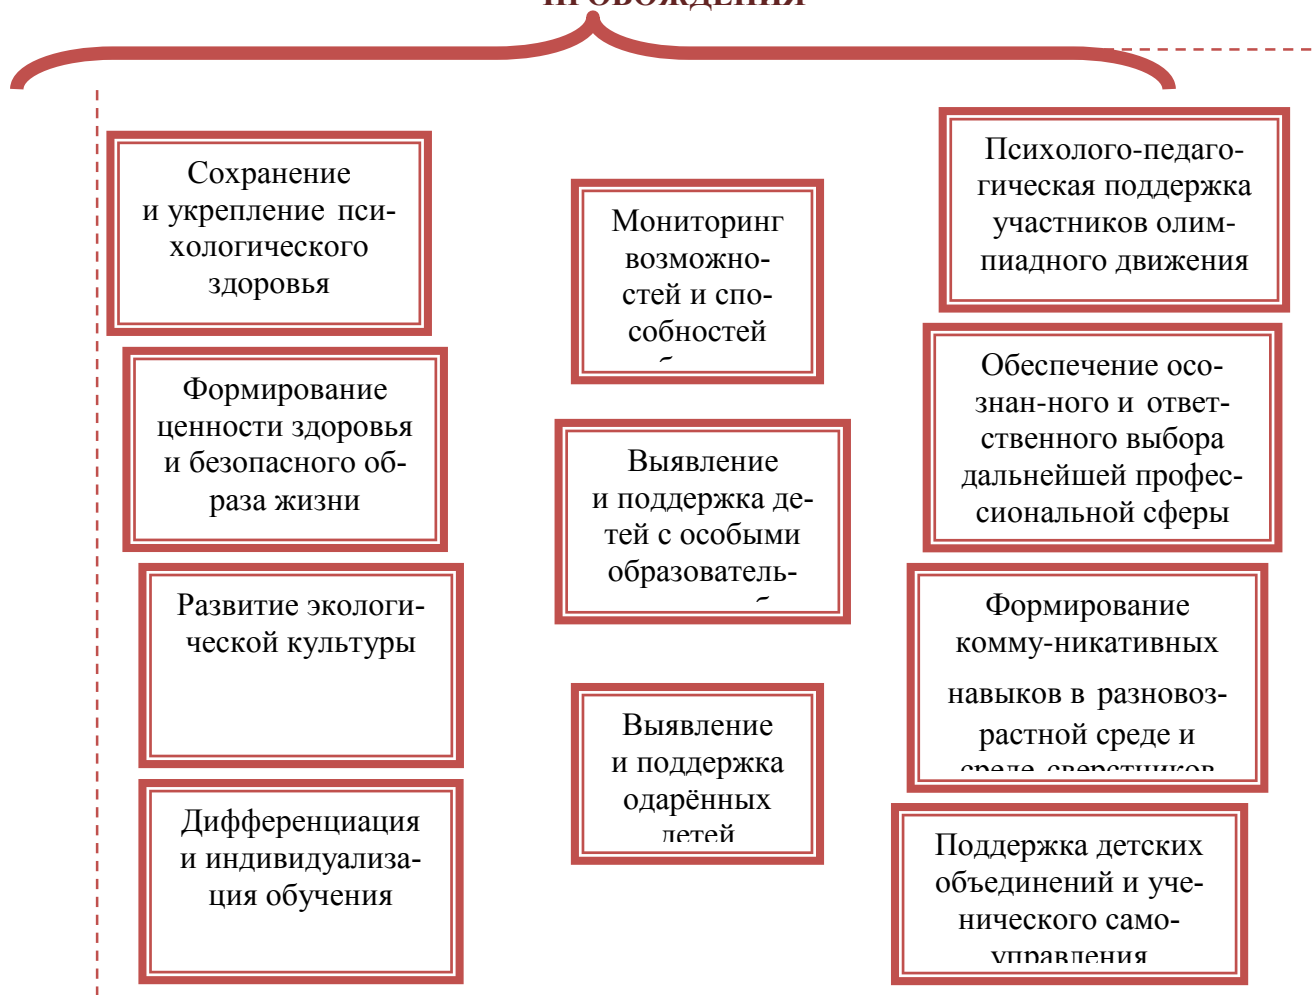 ПРОВОЖДЕНИЯ
Сохранение
и укрепление пси-
хологического
здоровья
Формирование
ценности здоровья
и безопасного об-
раза жизни
Развитие экологи-
ческой культуры
Дифференциация
и индивидуализа-
ция обучения
Мониторинг
возможно-
стей и спо-
собностей
Выявление
и поддержка де-
тей с особыми
образователь-
Выявление
и поддержка
одарённых
детей
Психолого-педаго-
гическая поддержка
участников олим-
пиадного движения
Обеспечение осо-
знан-ного и ответ-
ственного выбора
дальнейшей профес-
сиональной сферы
Формирование
комму-никативных
навыков в разновоз-
растной среде и
среде сверстников
Поддержка детских
объединений и уче-
нического само-
управления